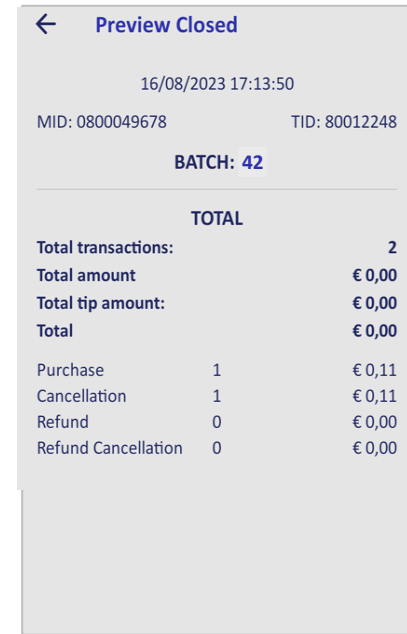 Preview Closed
16/08/2023 17:13:50
MID: 0800049678 TID: 80012248
BATCH: 42
TOTAL
Total transactions: 2
Total amount € 0,00
Total tip amount: € 0,00
Total € 0,00
Purchase 1 € 0,11
Cancellation 1 € 0,11
Refund 0 € 0,00
Refund Cancellation 0 € 0,00